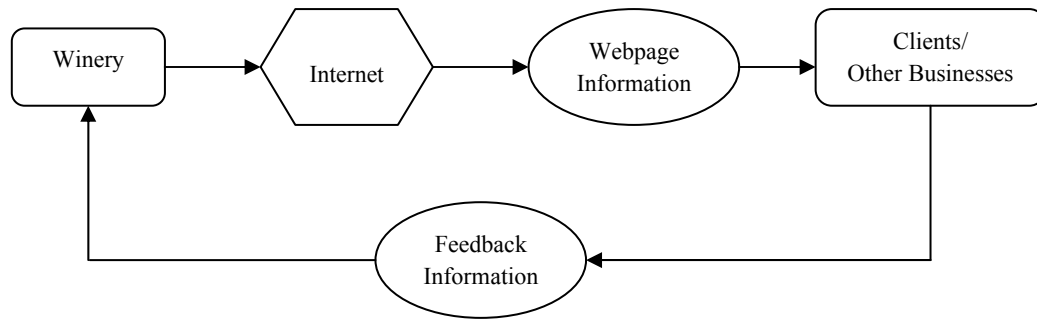 Winery
Internet
Webpage
Information
Clients/
Other Businesses
Feedback
Information